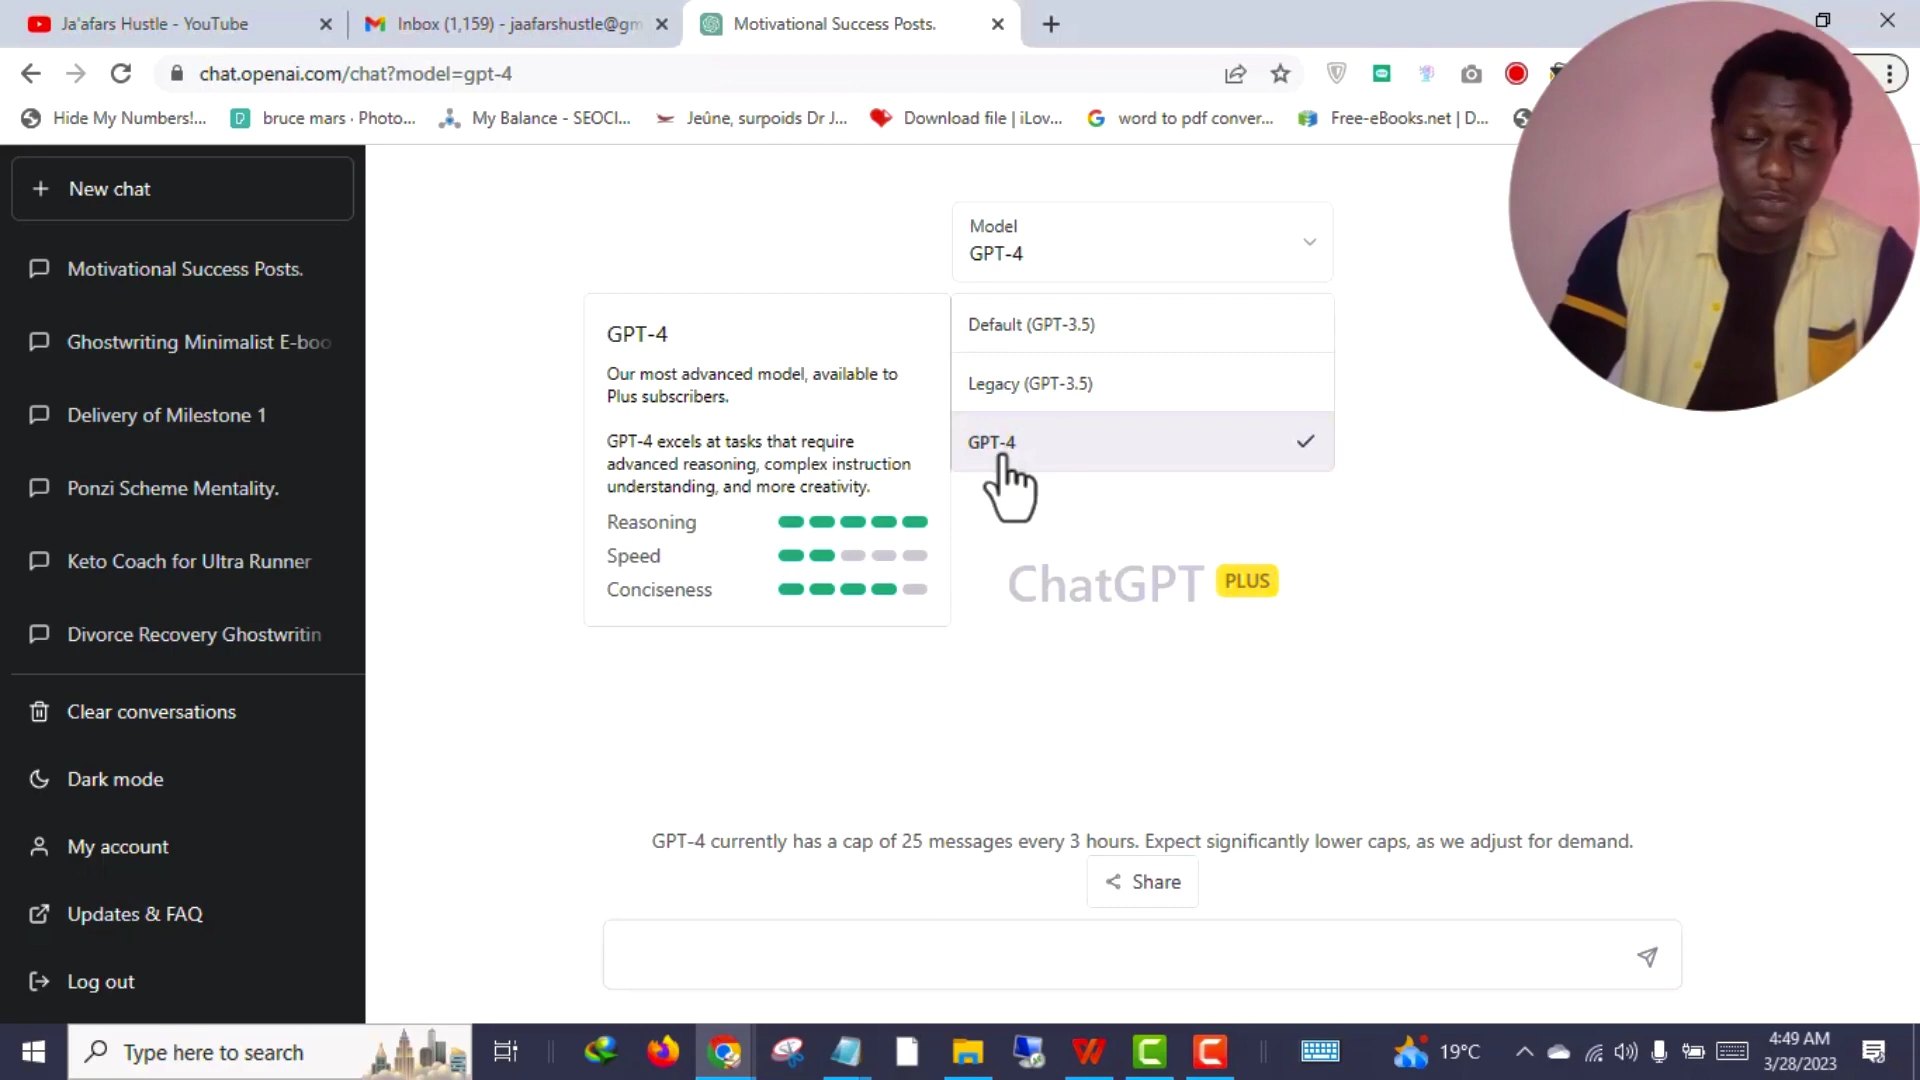 Ja'afars Hustle - YouTube
Inbox (1,159) - jaafarshustle@gm
Motivational Success Posts.
chat.openai.com/chat?model=gpt-4
Hide My Numbers!...
bruce mars · Photo...
My Balance - SEOCl...
Jeûne, surpoids Dr J...
Download file | iLov...
word to pdf conver...
Free-eBooks.net | D...
New chat
Motivational Success Posts.
Ghostwriting Minimalist E-boo
Delivery of Milestone 1
Ponzi Scheme Mentality.
Keto Coach for Ultra Runner
Divorce Recovery Ghostwritin
Clear conversations
Dark mode
My account
Updates & FAQ
Log out
Model
GPT-4
Default (GPT-3.5)
Legacy (GPT-3.5)
GPT-4
GPT-4
Our most advanced model, available to
Plus subscribers.
GPT-4 excels at tasks that require
advanced reasoning, complex instruction
understanding, and more creativity.
Reasoning
Speed
Conciseness
ChatGPT PLUS
GPT-4 currently has a cap of 25 messages every 3 hours. Expect significantly lower caps, as we adjust for demand.
Share
Type here to search
19°C
4:49 AM
3/28/2023